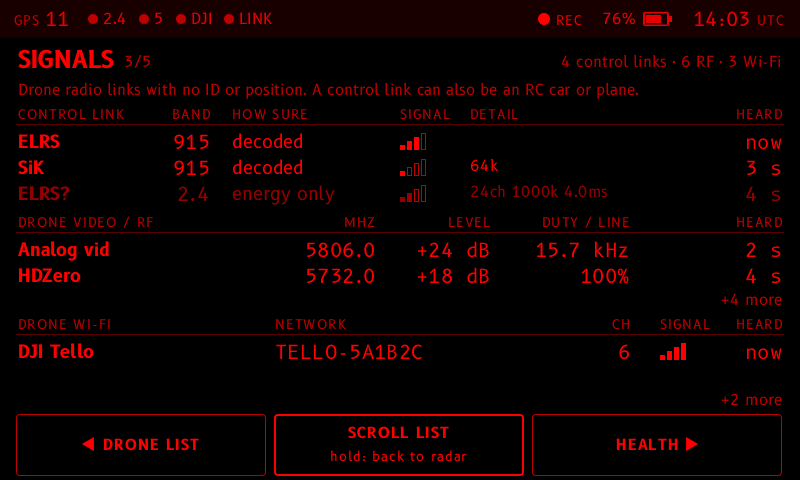 GPS 11 2.4 5 DJI LINK REC 76% 14:03 UTC
SIGNALS 3/5 4 control links · 6 RF · 3 Wi-Fi
Drone radio links with no ID or position. A control link can also be an RC car or plane.
CONTROL LINK BAND HOW SURE SIGNAL DETAIL HEARD
ELRS 915 decoded now
SiK 915 decoded 64k 3 s
ELRS? 2.4 energy only 24ch 1000k 4.0ms 4 s
DRONE VIDEO / RF MHZ LEVEL DUTY / LINE HEARD
Analog vid 5806.0 +24 dB 15.7 kHz 2 s
HDZero 5732.0 +18 dB 100% 4 s
+4 more
DRONE WI-FI NETWORK CH SIGNAL HEARD
DJI Tello TELLO-5A1B2C 6 now
+2 more
◀ DRONE LIST SCROLL LIST HEALTH ▶
hold: back to radar